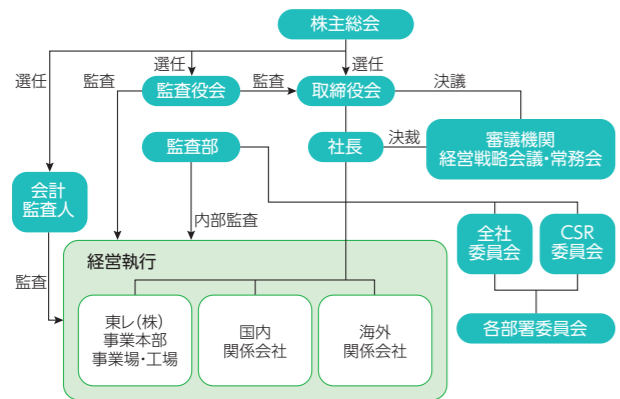 株主総会
選任
選任
選任
監査
監査役会
監査
取締役会
決議
監査部
社長
決裁
審議機関
経営戦略会議・常務会
会計
監査人
内部監査
全社
委員会
CSR
委員会
監査
経営執行
東レ(株)
事業本部
事業場・工場
国内
関係会社
海外
関係会社
各部署委員会